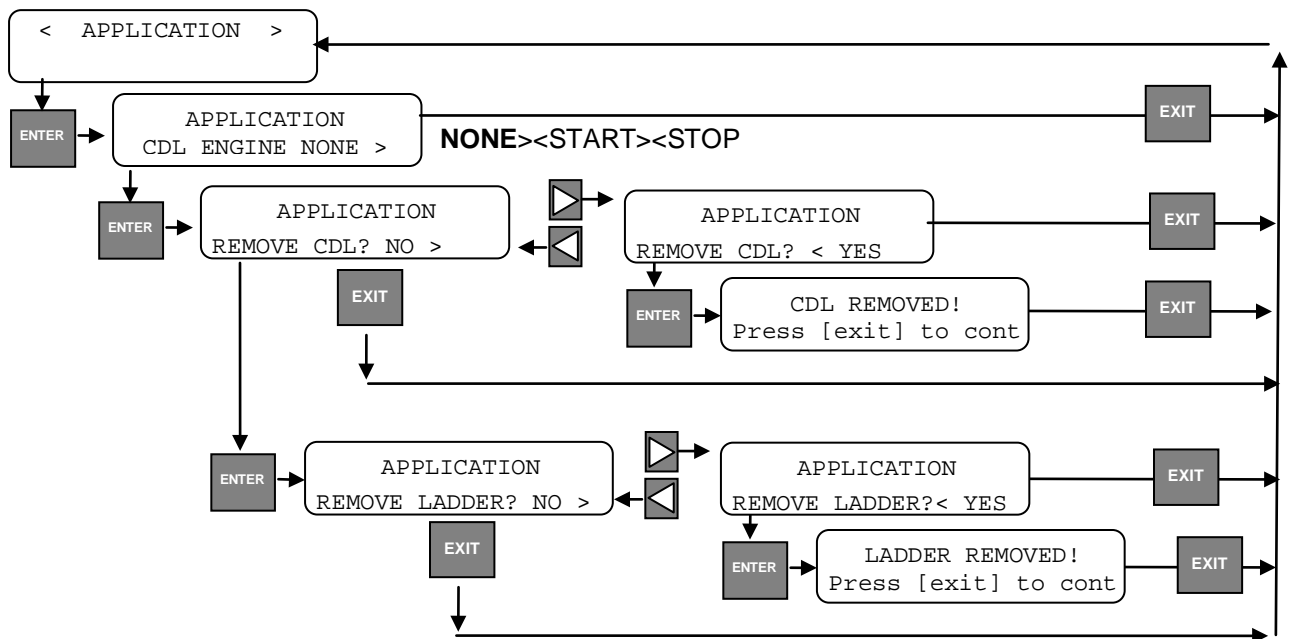 < APPLICATION >
ENTER
APPLICATION
CDL ENGINE NONE >
NONE><START><STOP
EXIT
ENTER
APPLICATION
REMOVE CDL? NO >
APPLICATION
REMOVE CDL? < YES
EXIT
EXIT
ENTER
CDL REMOVED!
Press [exit] to cont
EXIT
ENTER
APPLICATION
REMOVE LADDER? NO >
APPLICATION
REMOVE LADDER?< YES
EXIT
EXIT
ENTER
LADDER REMOVED!
Press [exit] to cont
EXIT